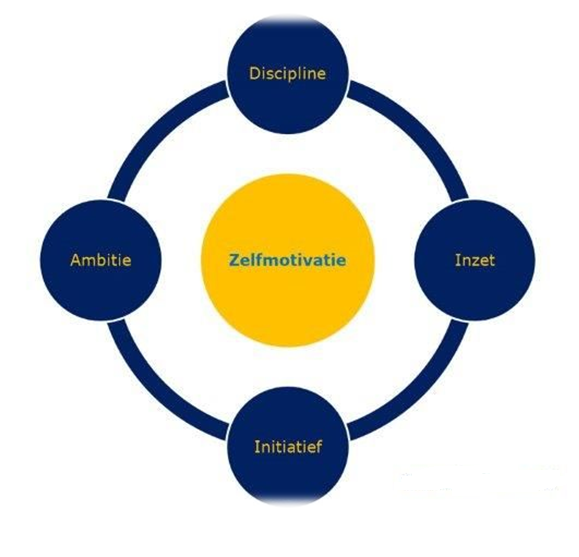 Discipline
Ambitie
Zelfmotivatie
Inzet
Initiatief